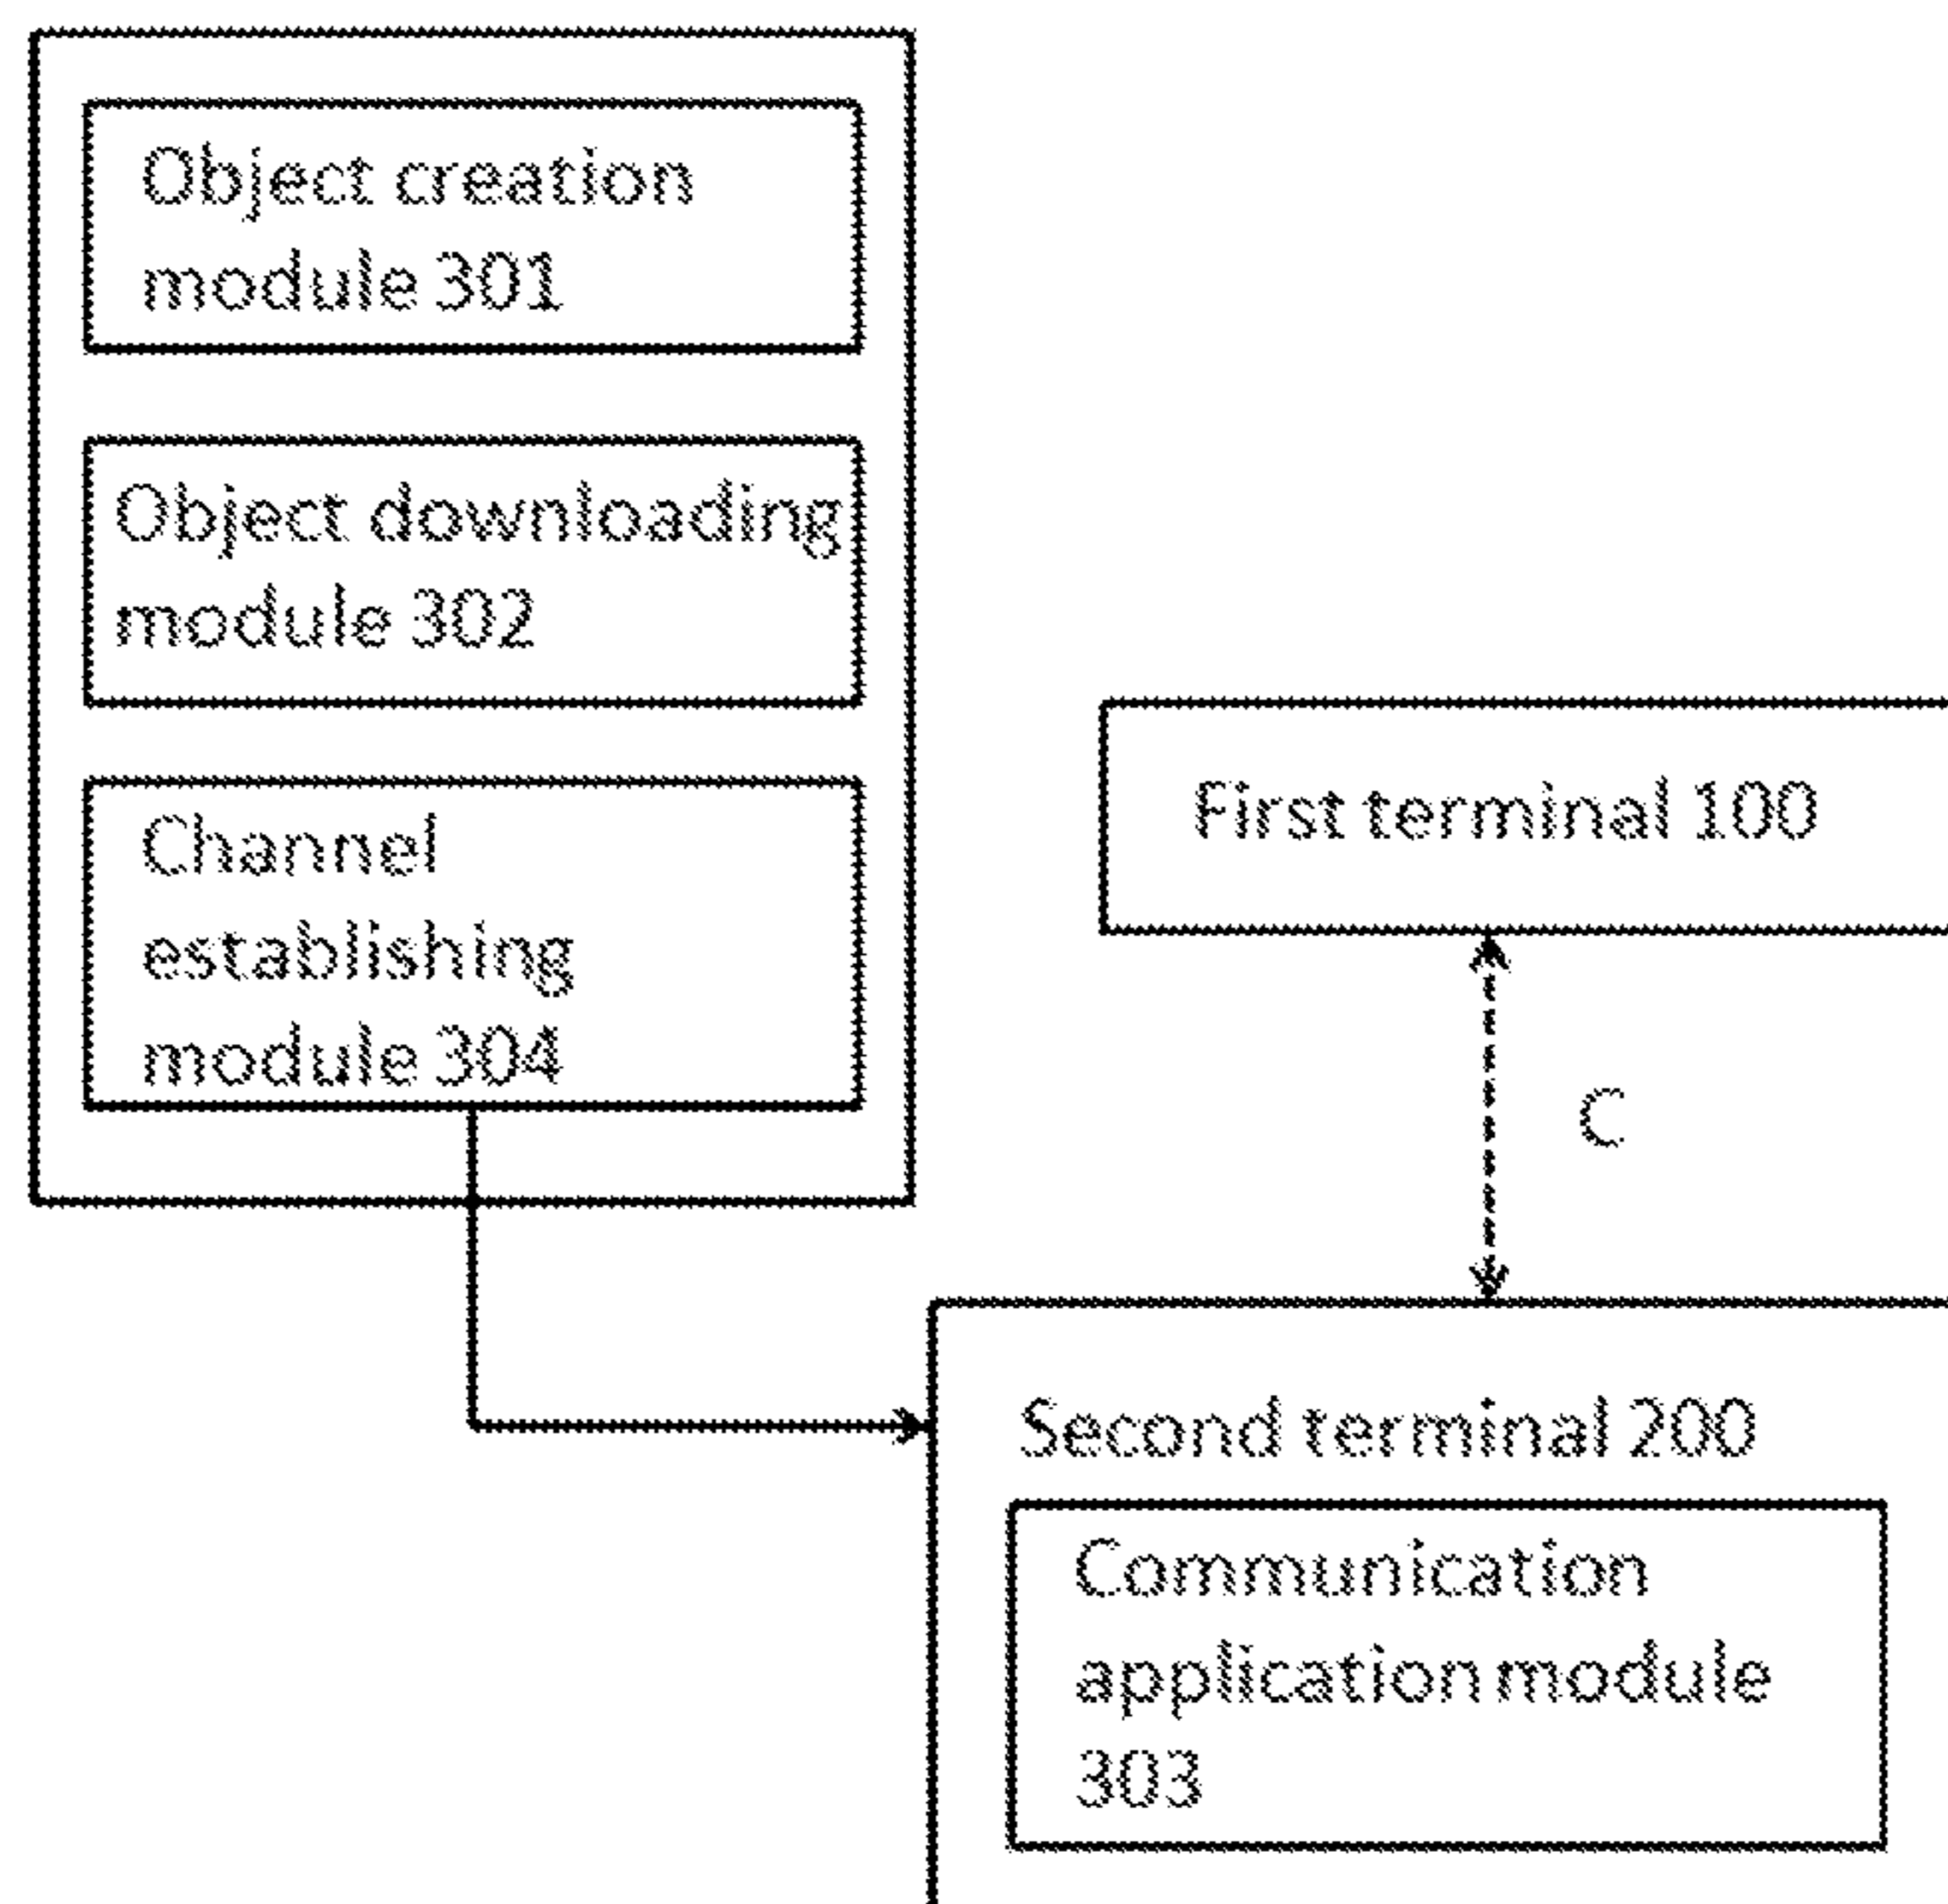 Object creation
module 301
Object downloading
module 302
Channel
establishing
module 304
First terminal 100
C
Second terminal 200
Communication
application module
303